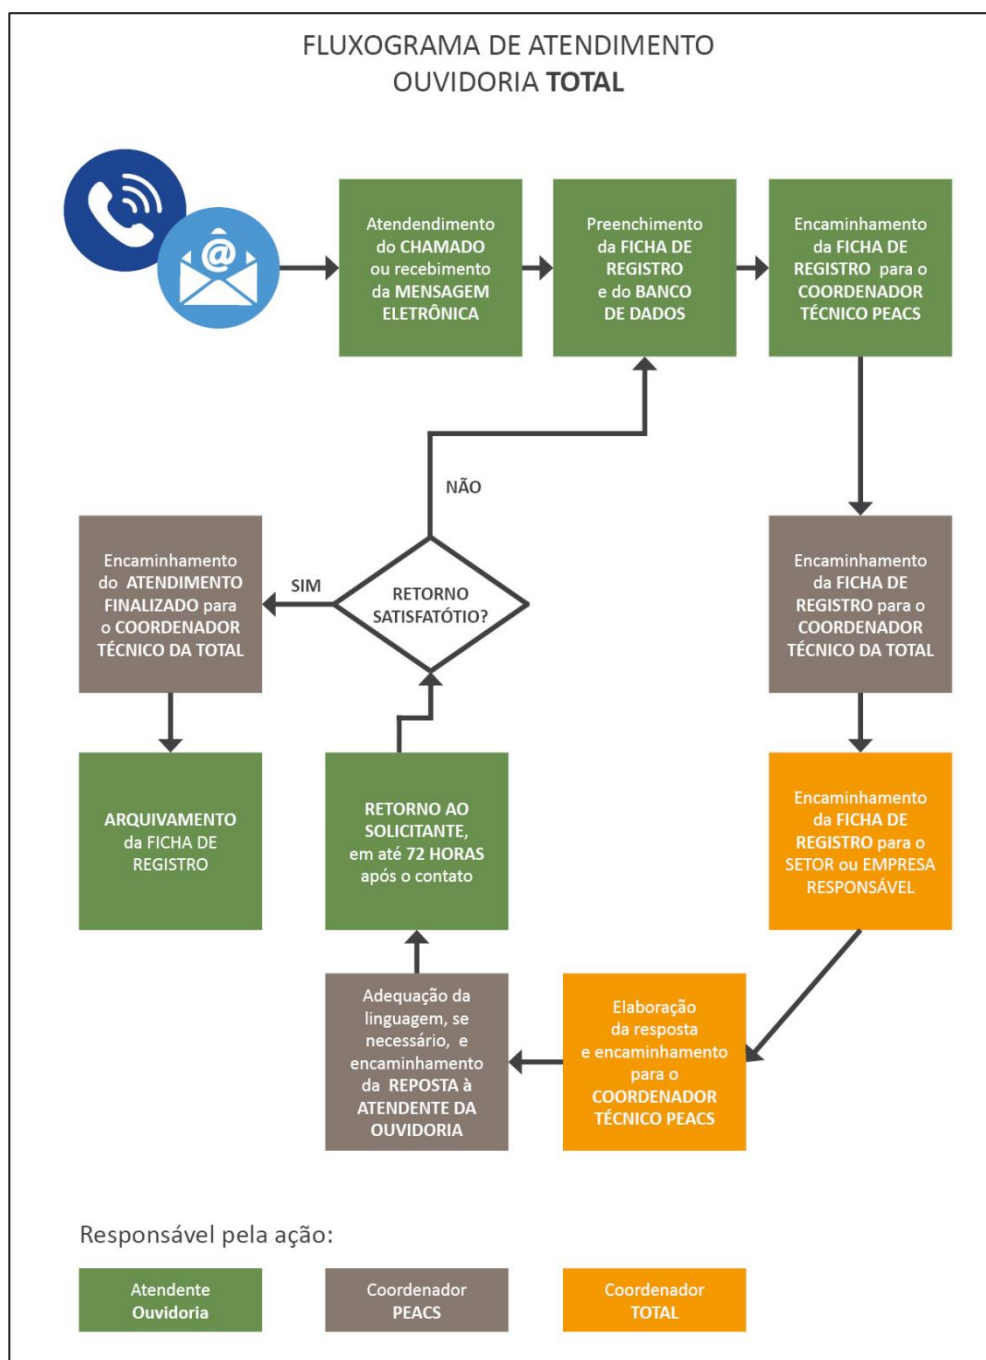 FLUXOGRAMA DE ATENDIMENTO
OUVIDORIA TOTAL
@
Atendendimento
do CHAMADO
ou recebimento
da MENSAGEM
ELETRÔNICA
Preenchimento
da FICHA DE
REGISTRO
e do BANCO
DE DADOS
Encaminhamento
da FICHA DE
REGISTRO para o
COORDENADOR
TÉCNICO PEACS
NÃO
Encaminhamento
do ATENDIMENTO
FINALIZADO para
o COORDENADOR
TÉCNICO DA TOTAL
SIM
RETORNO
SATISFATÓTIO?
Encaminhamento
da FICHA DE
REGISTRO para o
COORDENADOR
TÉCNICO DA TOTAL
ARQUIVAMENTO
da FICHA DE
REGISTRO
RETORNO AO
SOLICITANTE,
em até 72 HORAS
após o contato
Encaminhamento
da FICHA DE
REGISTRO para o
SETOR ou EMPRESA
RESPONSÁVEL
Adequação da
linguagem, se
necessário, e
encaminhamento
da REPOSTA à
ATENDENTE DA
OUVIDORIA
Elaboração
da resposta
e encaminhamento
para o
COORDENADOR
TÉCNICO PEACS
Responsável pela ação:
Atendente
Ouvidoria
Coordenador
PEACS
Coordenador
TOTAL